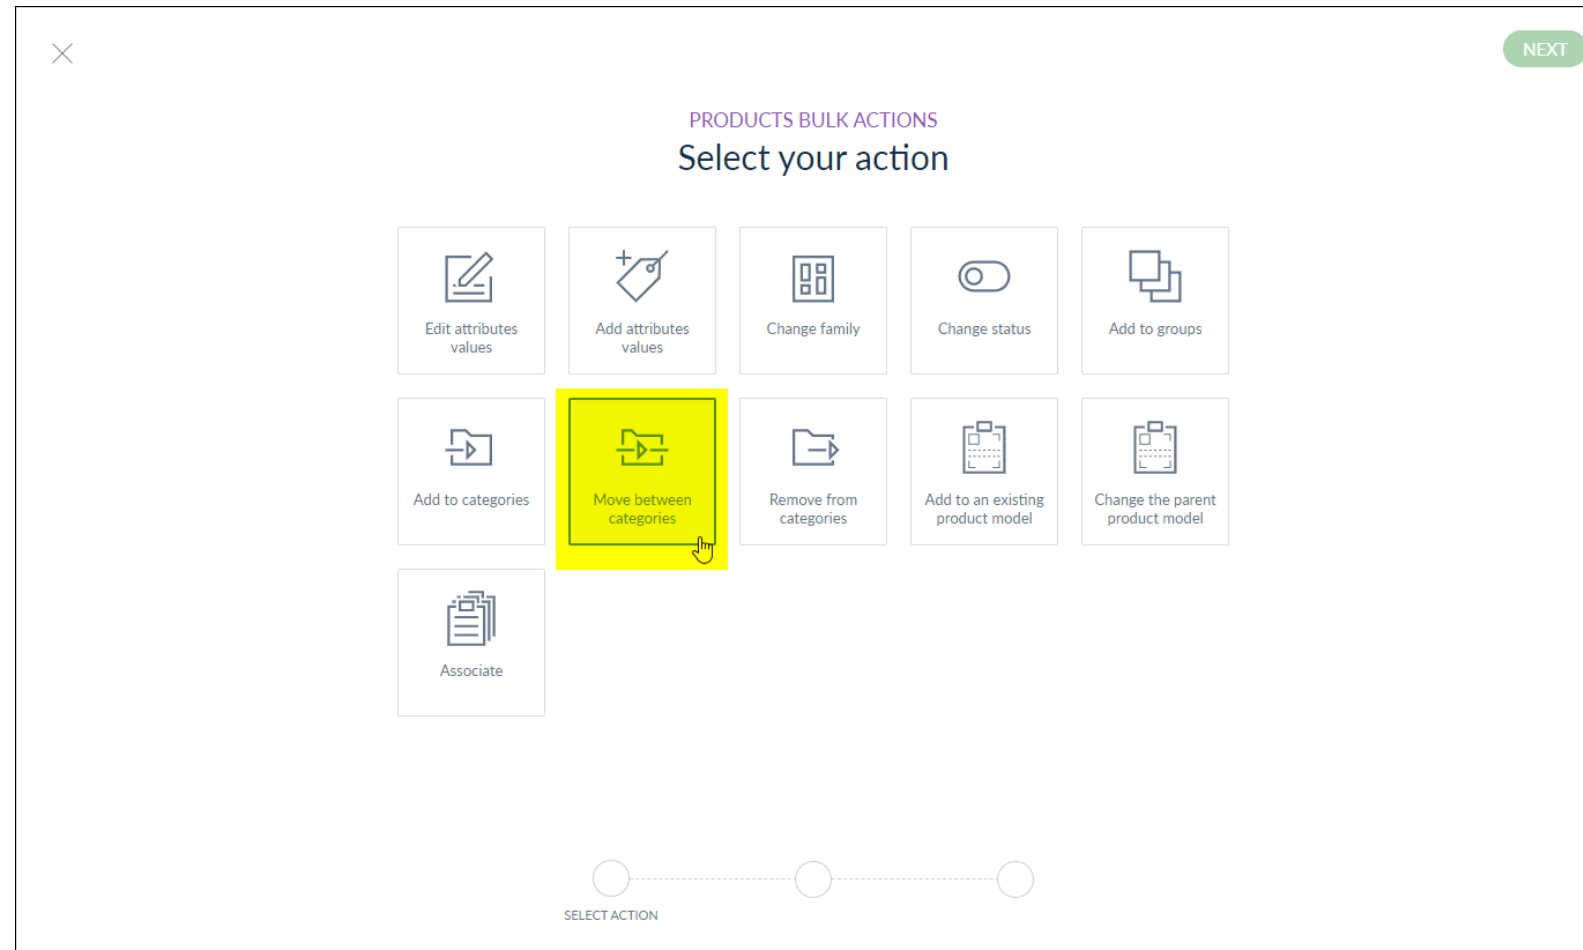 NEXT
PRODUCTS BULK ACTIONS
Select your action
Edit attributes
values
Add attributes
values
Change family
Change status
Add to groups
Add to categories
Move between
categories
Remove from
categories
Add to an existing
product model
Change the parent
product model
Associate
SELECT ACTION